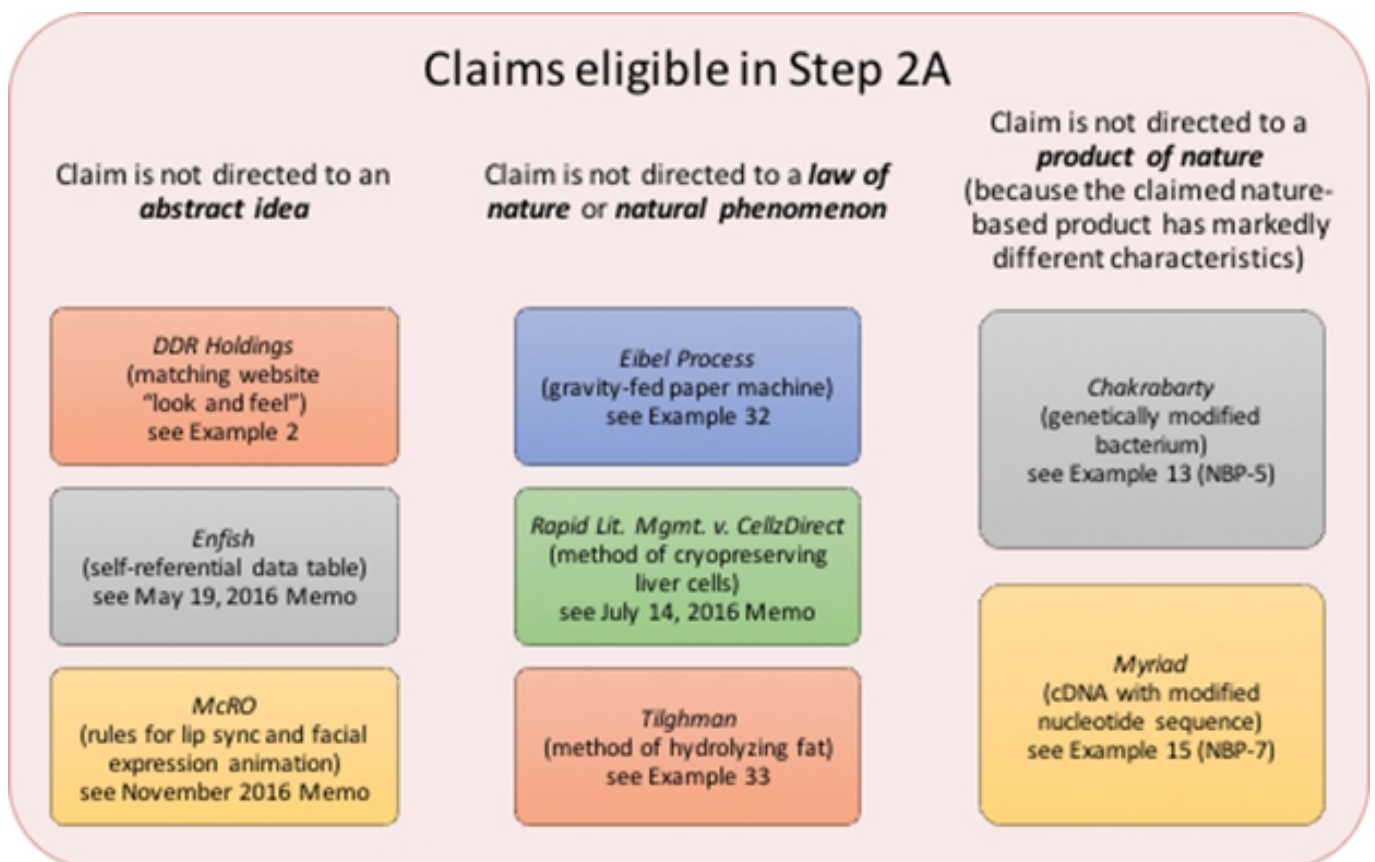 Claims eligible in Step 2A
Claim is not directed to an
abstract idea
DDR Holdings
(matching website
“look and feel”)
see Example 2
Enfish
(self-referential data table)
see May 19, 2016 Memo
McRO
(rules for lip sync and facial
expression animation)
see November 2016 Memo
Claim is not directed to a law of
nature or natural phenomenon
Eibel Process
(gravity-fed paper machine)
see Example 32
Rapid Lit. Mgmt. v. CellzDirect
(method of cryopreserving
liver cells)
see July 14, 2016 Memo
Tilghman
(method of hydrolyzing fat)
see Example 33
Claim is not directed to a
product of nature
(because the claimed nature-
based product has markedly
different characteristics)
Chakrabarty
(genetically modified
bacterium)
see Example 13 (NBP-5)
Myriad
(cDNA with modified
nucleotide sequence)
see Example 15 (NBP-7)